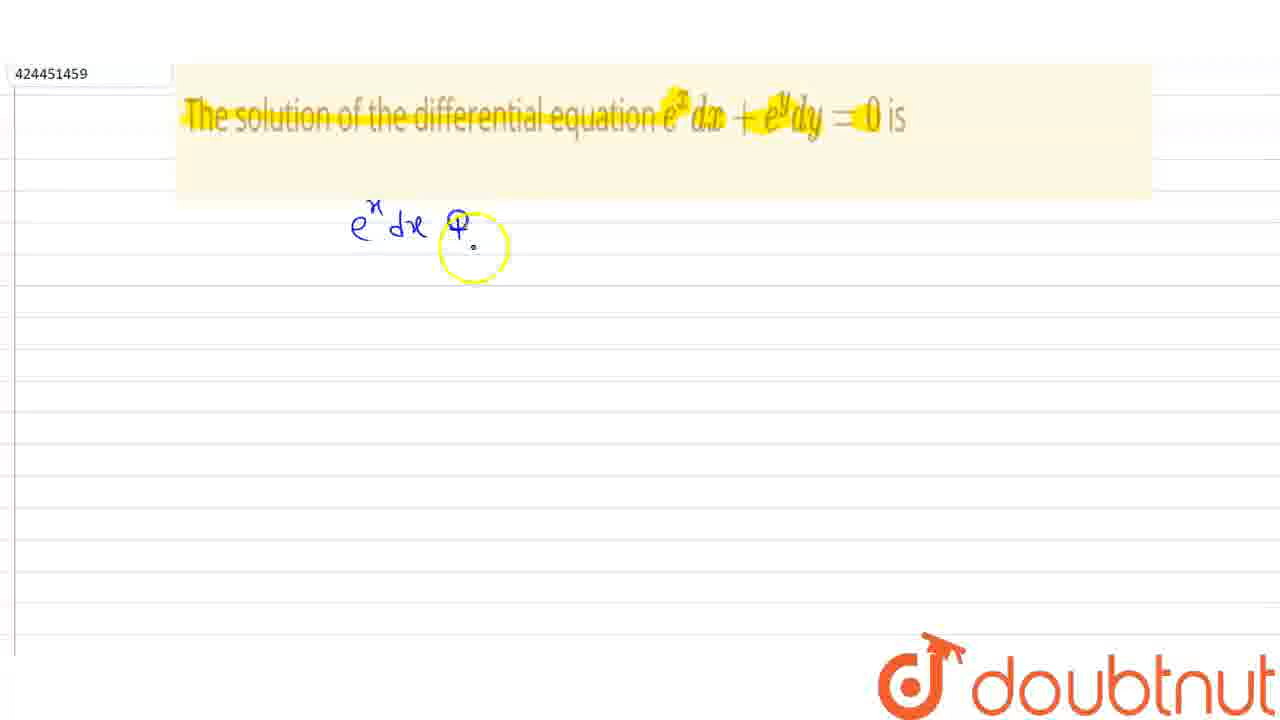 424451459
The solution of the differential equation e^x dx + e^y dy = 0 is
e^x dx +
doubtnut